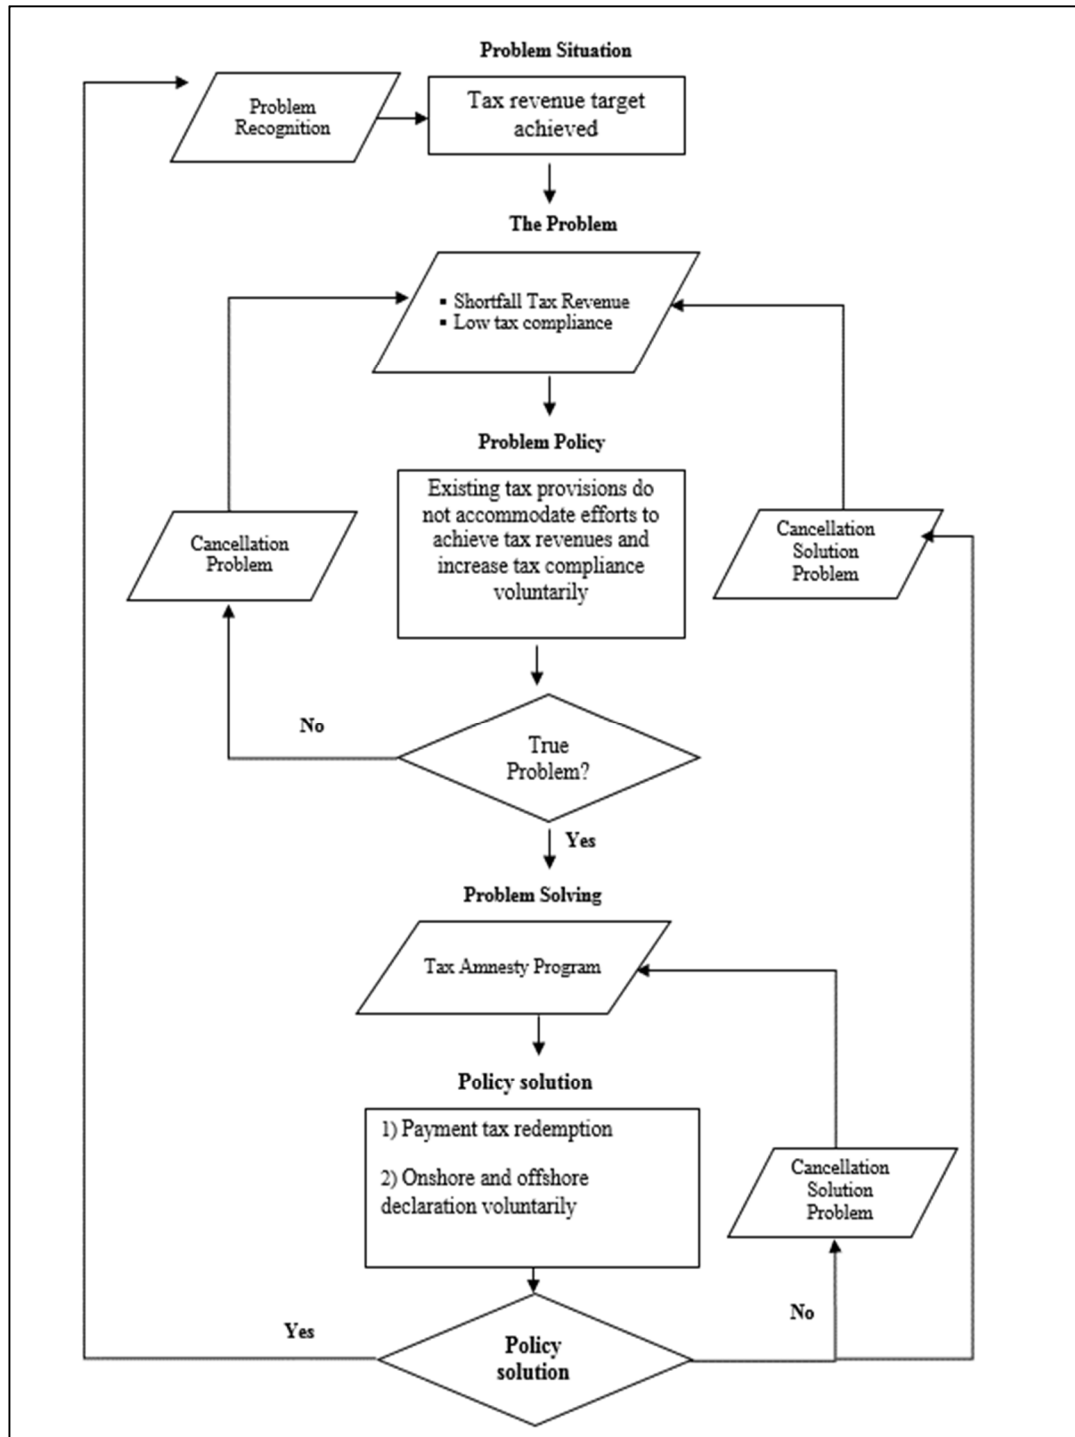 Problem Situation
Problem
Recognition
Tax revenue target
achieved
The Problem
▪ Shortfall Tax Revenue
▪ Low tax compliance
Problem Policy
Existing tax provisions do
not accommodate efforts to
achieve tax revenues and
increase tax compliance
voluntarily
Cancellation
Problem
Cancellation
Solution
Problem
No
True
Problem?
Yes
Problem Solving
Tax Amnesty Program
Policy solution
1) Payment tax redemption
2) Onshore and offshore
declaration voluntarily
Cancellation
Solution
Problem
Yes
No
Policy
solution